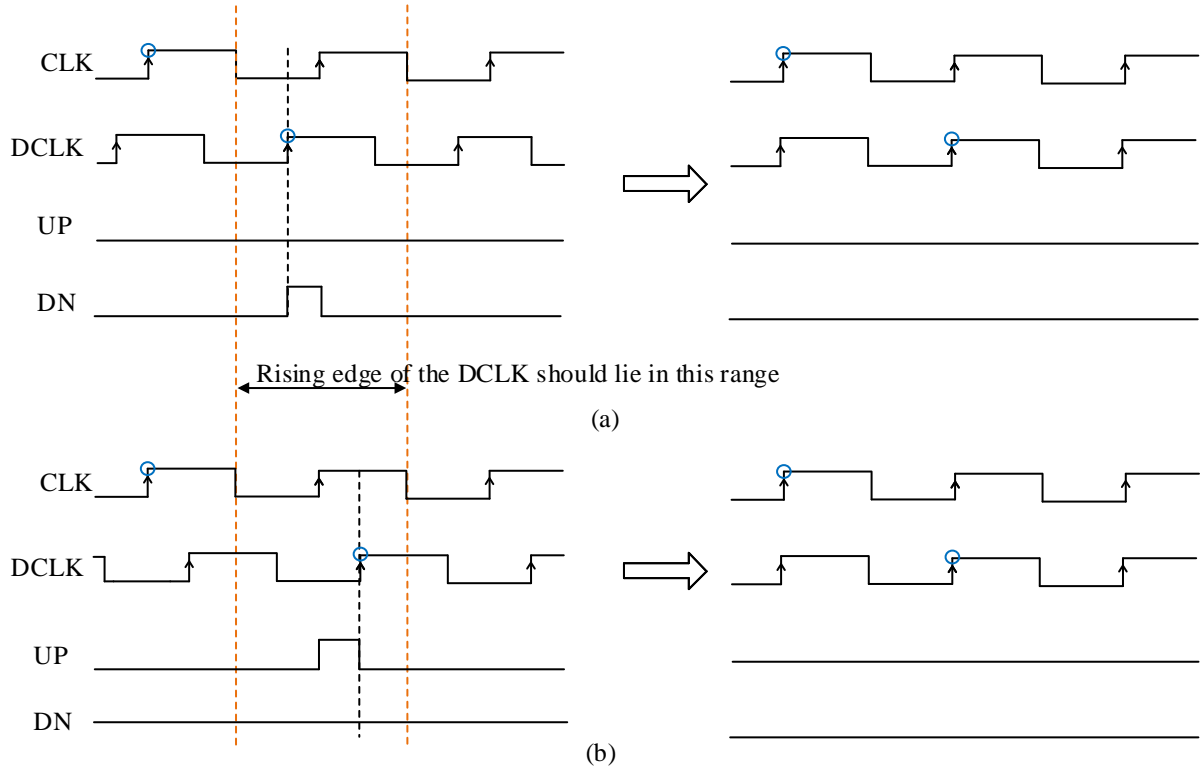 CLK
DCLK
UP
DN
Rising edge of the DCLK should lie in this range
(a)
CLK
DCLK
UP
DN
(b)